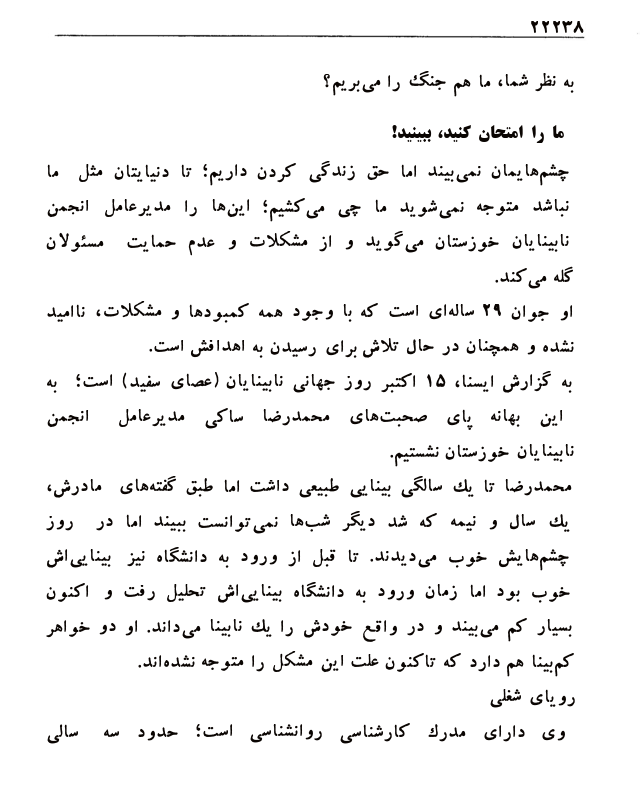 ۲۲۲۳۸
به نظر شما، ما هم جنگ را می‌بریم؟
ما را امتحان کنید، ببینید!
چشم‌هایمان نمی‌بیند اما حق زندگی کردن داریم؛ تا دنیایتان مثل ما
نباشد متوجه نمی‌شوید ما چی می‌کشیم؛ این‌ها را مدیرعامل انجمن
نابینایان خوزستان می‌گوید و از مشکلات و عدم حمایت مسئولان
گله می‌کند.
او جوان ۲۹ ساله‌ای است که با وجود همه کمبودها و مشکلات، ناامید
نشده و همچنان در حال تلاش برای رسیدن به اهدافش است.
به گزارش ایسنا، ۱۵ اکتبر روز جهانی نابینایان (عصای سفید) است؛ به
این بهانه پای صحبت‌های محمدرضا ساکی مدیرعامل انجمن
نابینایان خوزستان نشستیم.
محمدرضا تا یك سالگی بینایی طبیعی داشت اما طبق گفته‌های مادرش،
یك سال و نیمه که شد دیگر شب‌ها نمی‌توانست ببیند اما در روز
چشم‌هایش خوب می‌دیدند. تا قبل از ورود به دانشگاه نیز بینایی‌اش
خوب بود اما زمان ورود به دانشگاه بینایی‌اش تحلیل رفت و اکنون
بسیار کم می‌بیند و در واقع خودش را یك نابینا می‌داند. او دو خواهر
کم‌بینا هم دارد که تاکنون علت این مشکل را متوجه نشده‌اند.
رویای شغلی
وی دارای مدرك کارشناسی روانشناسی است؛ حدود سه سالی